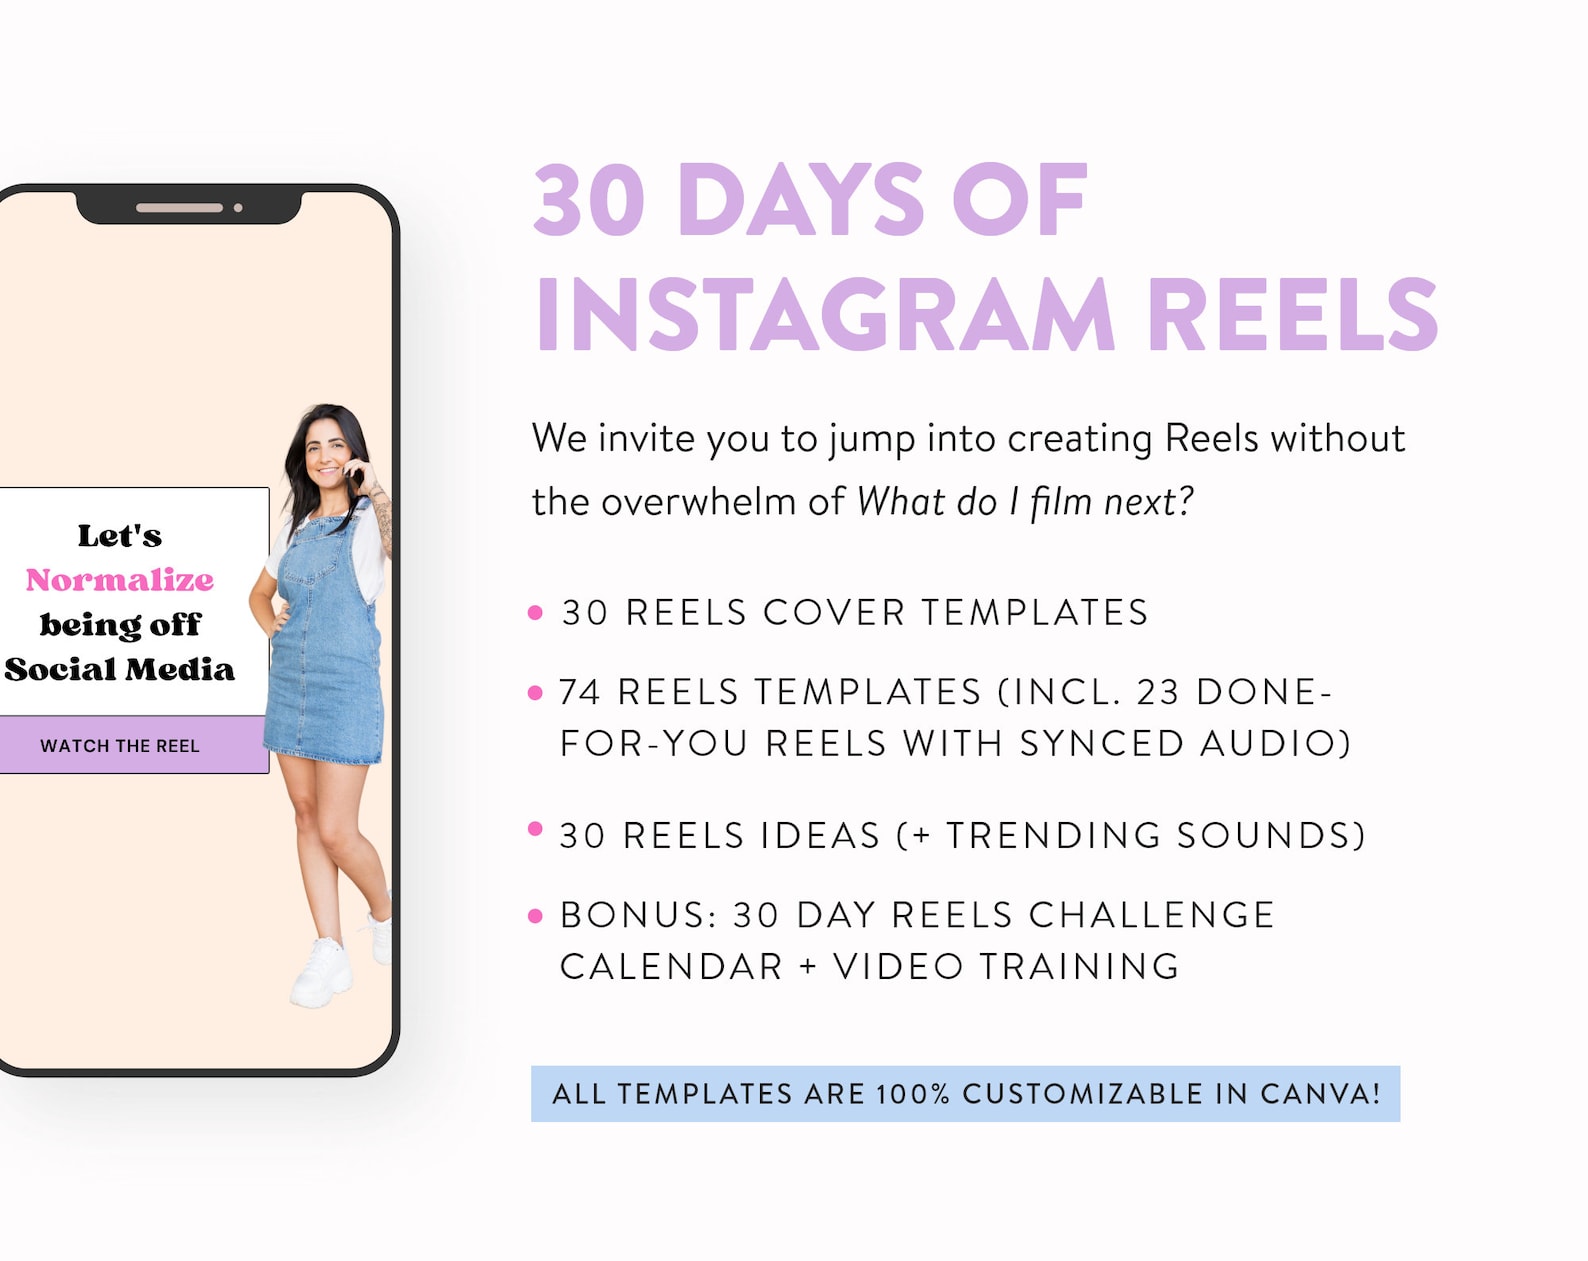 30 DAYS OF
INSTAGRAM REELS
We invite you to jump into creating Reels without
the overwhelm of What do I film next?
30 REELS COVER TEMPLATES
74 REELS TEMPLATES (INCL. 23 DONE-
FOR-YOU REELS WITH SYNCED AUDIO)
30 REELS IDEAS (+ TRENDING SOUNDS)
BONUS: 30 DAY REELS CHALLENGE
CALENDAR + VIDEO TRAINING
ALL TEMPLATES ARE 100% CUSTOMIZABLE IN CANVA!
Let's
Normalize
being off
Social Media
WATCH THE REEL